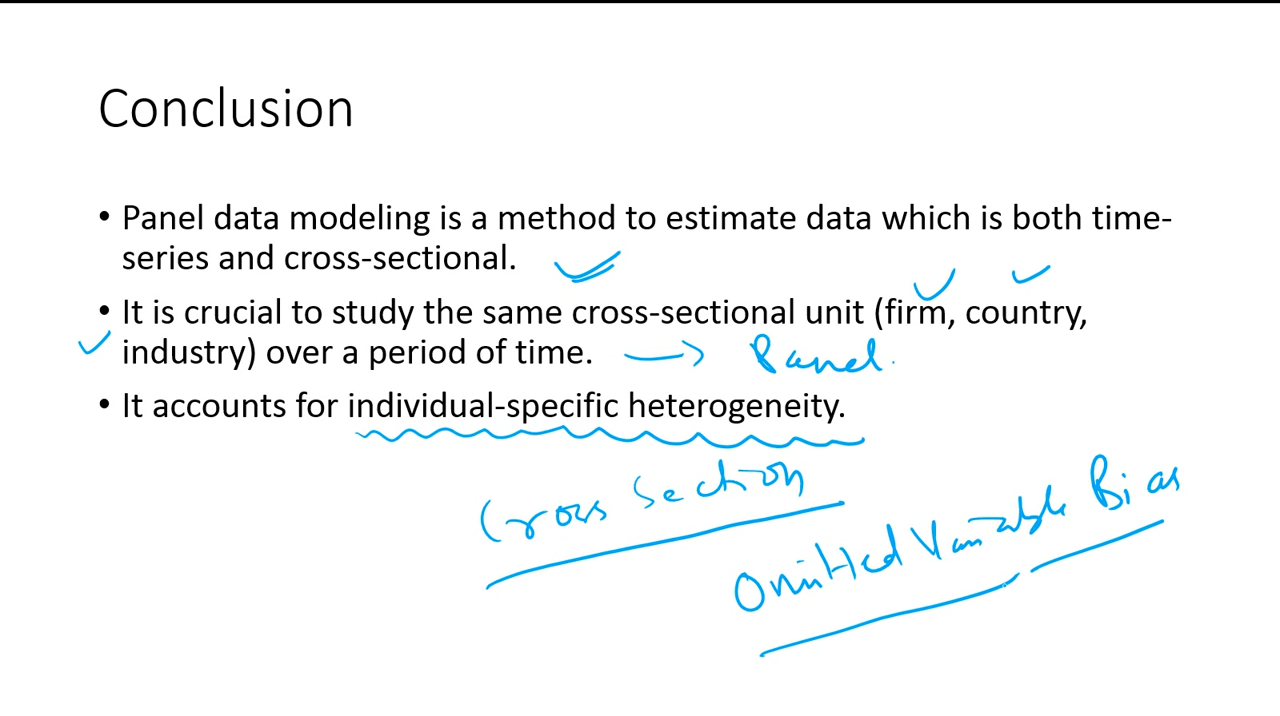 Conclusion
• Panel data modeling is a method to estimate data which is both time-
series and cross-sectional.
• It is crucial to study the same cross-sectional unit (firm, country,
industry) over a period of time. → Panel.
• It accounts for individual-specific heterogeneity.
Cross Section
Omitted Variable Bias